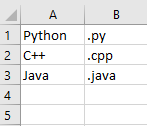 A B
1 Python .py
2 C++ .cpp
3 Java .java
4
5